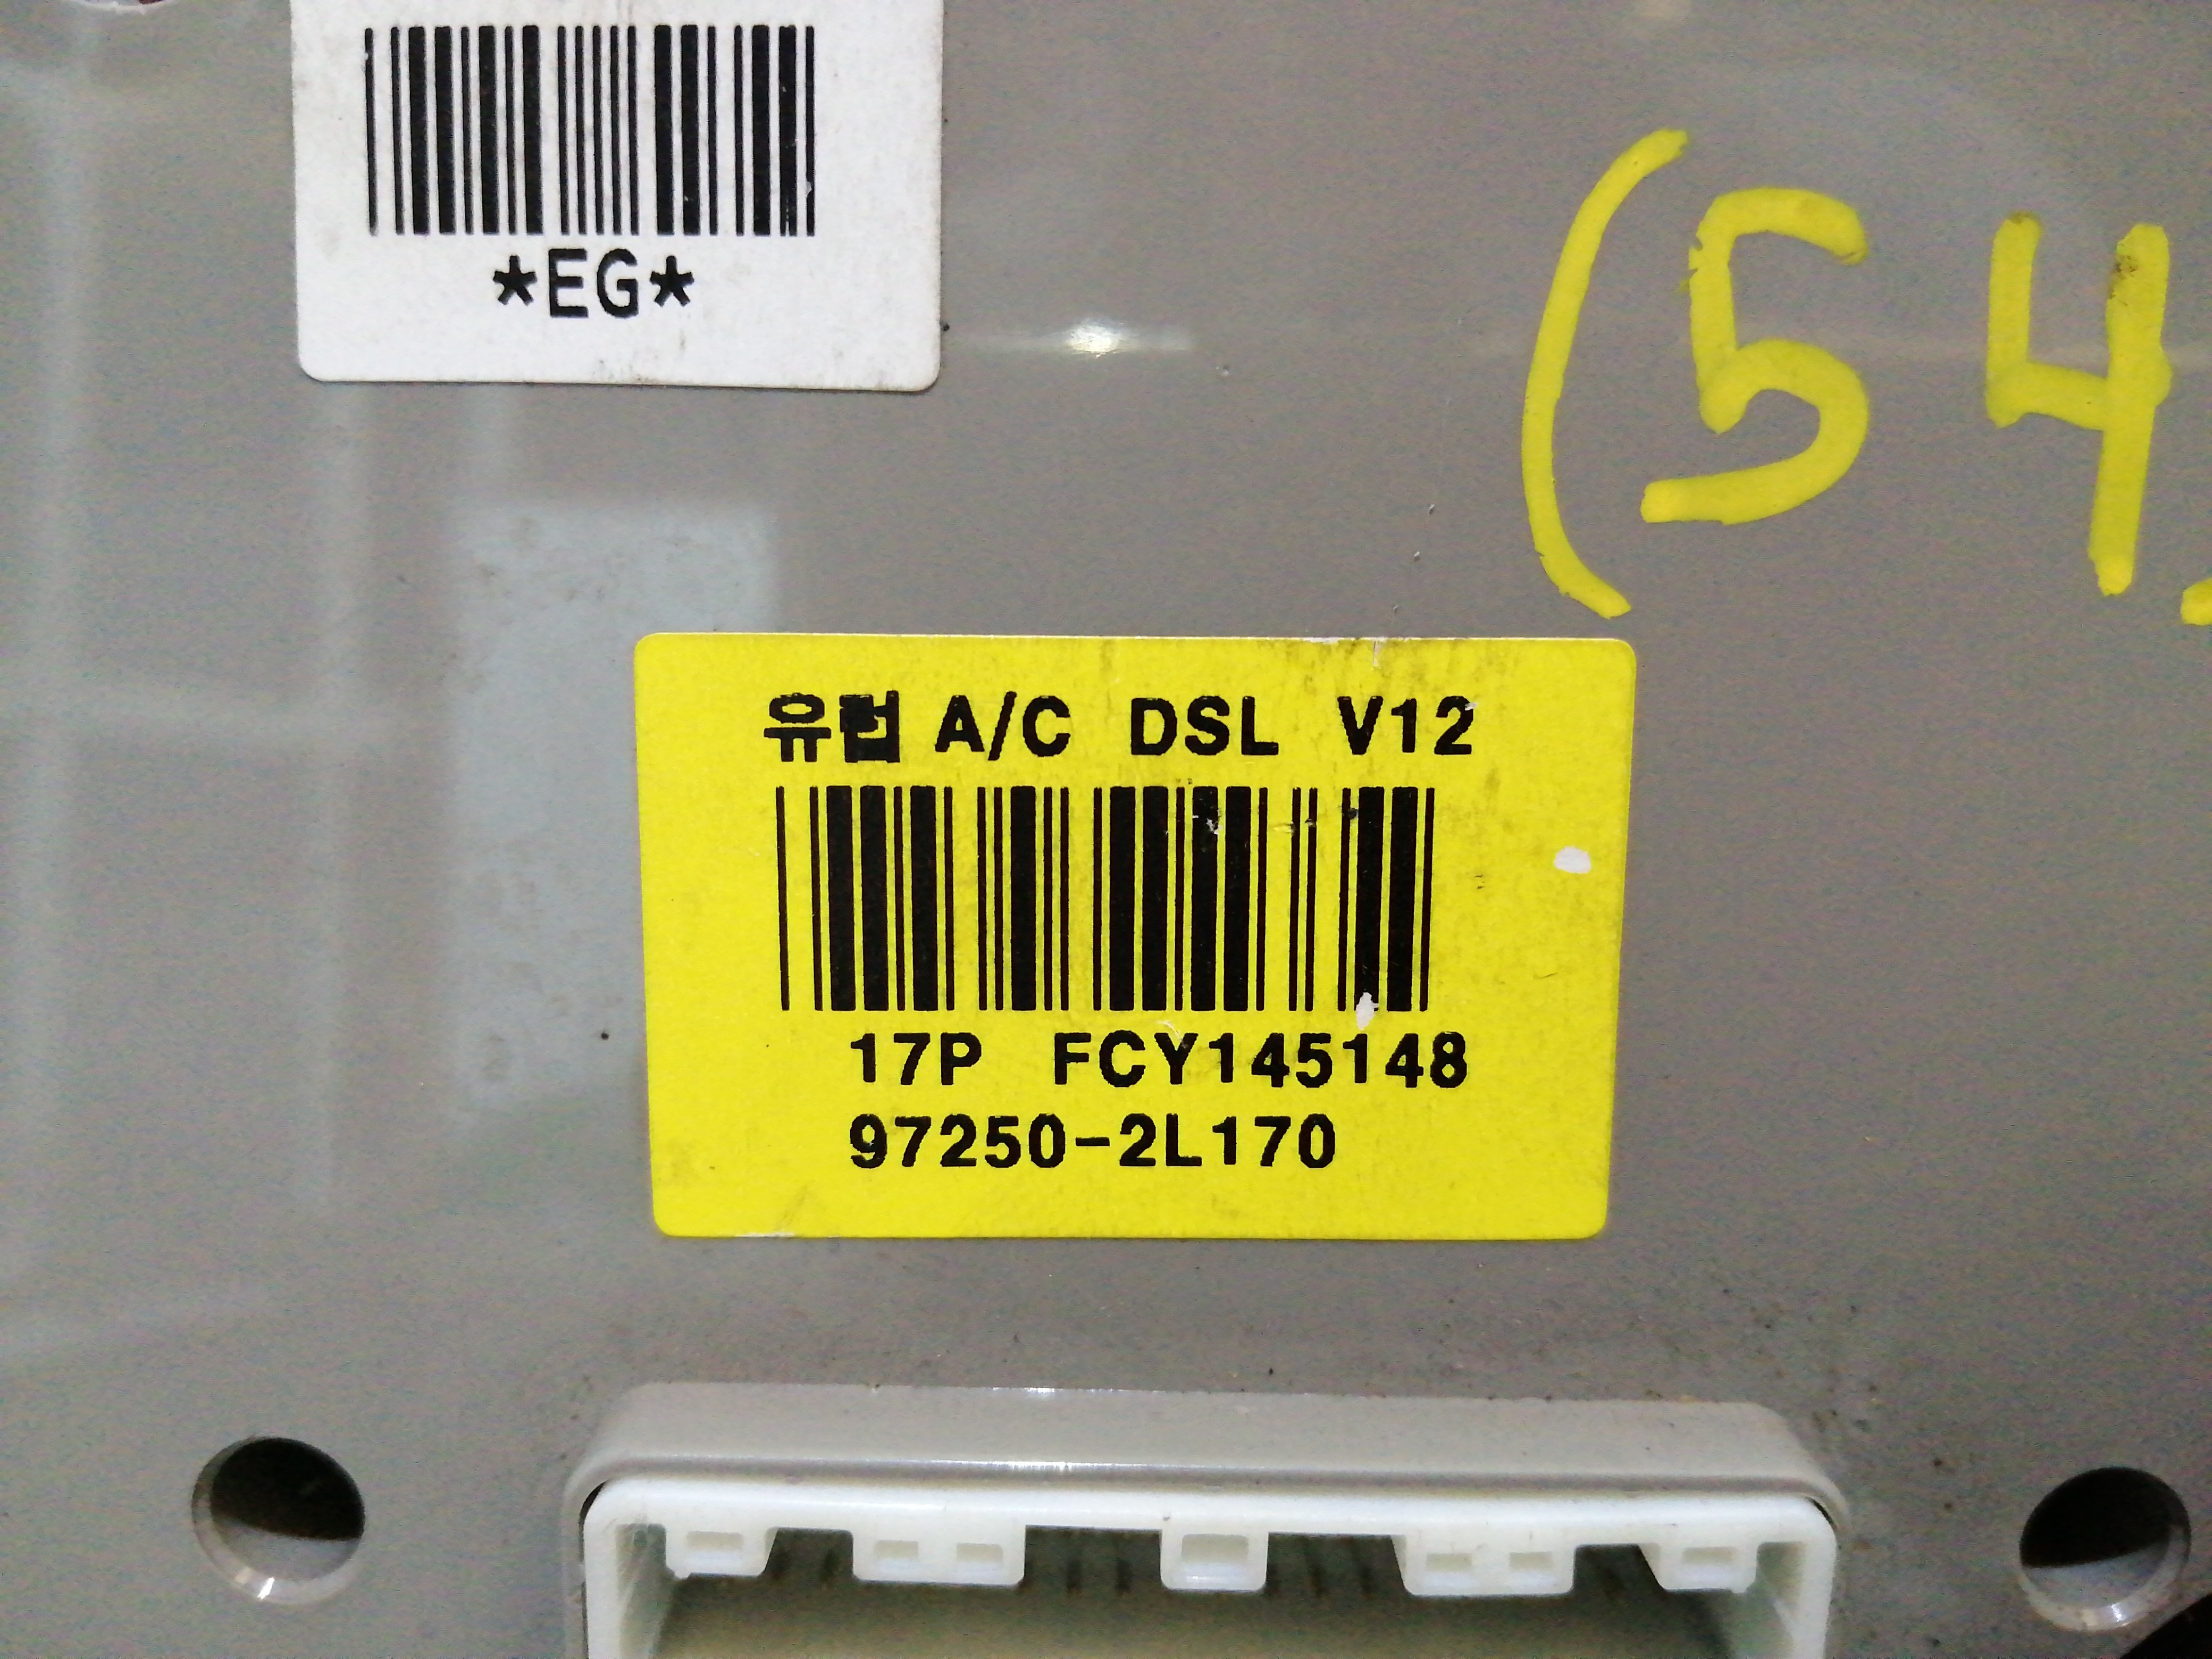 *EG*
(54)
유럽 A/C DSL V12
17P FCY145148
97250-2L170